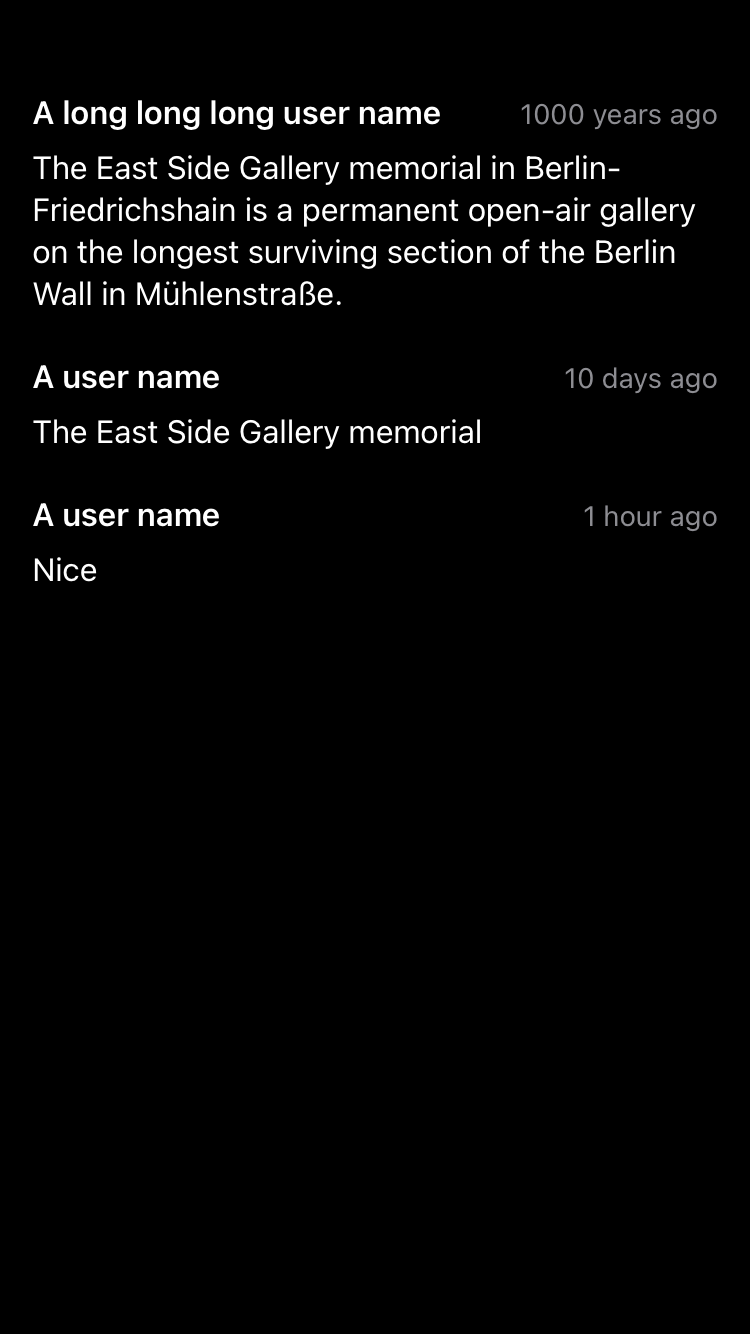 A long long long user name 1000 years ago
The East Side Gallery memorial in Berlin-
Friedrichshain is a permanent open-air gallery
on the longest surviving section of the Berlin
Wall in Mühlenstraße.
A user name 10 days ago
The East Side Gallery memorial
A user name 1 hour ago
Nice